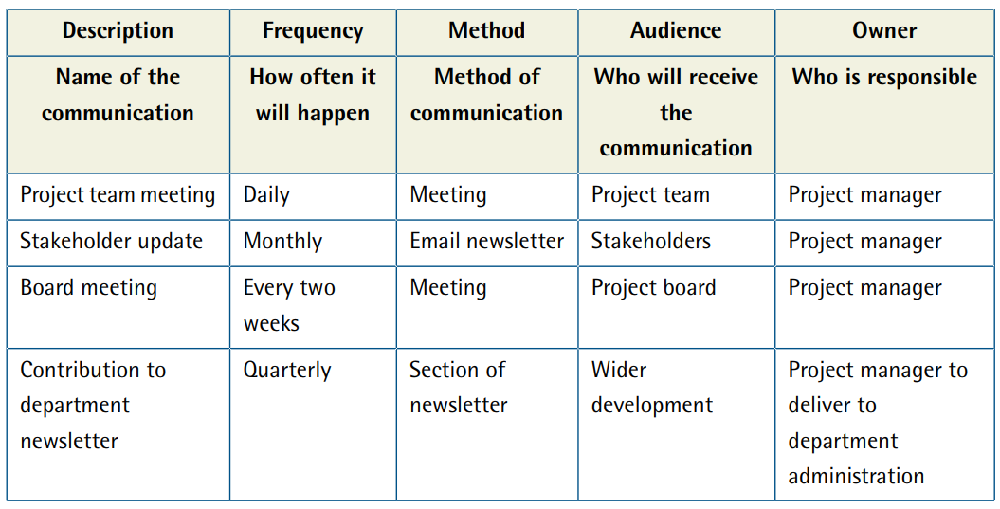 Description Frequency Method Audience Owner
Name of the How often it Method of Who will receive Who is responsible
communication will happen communication the
communication
Project team meeting Daily Meeting Project team Project manager
Stakeholder update Monthly Email newsletter Stakeholders Project manager
Board meeting Every two Meeting Project board Project manager
weeks
Contribution to Quarterly Section of Wider Project manager to
department newsletter development deliver to
newsletter department
administration